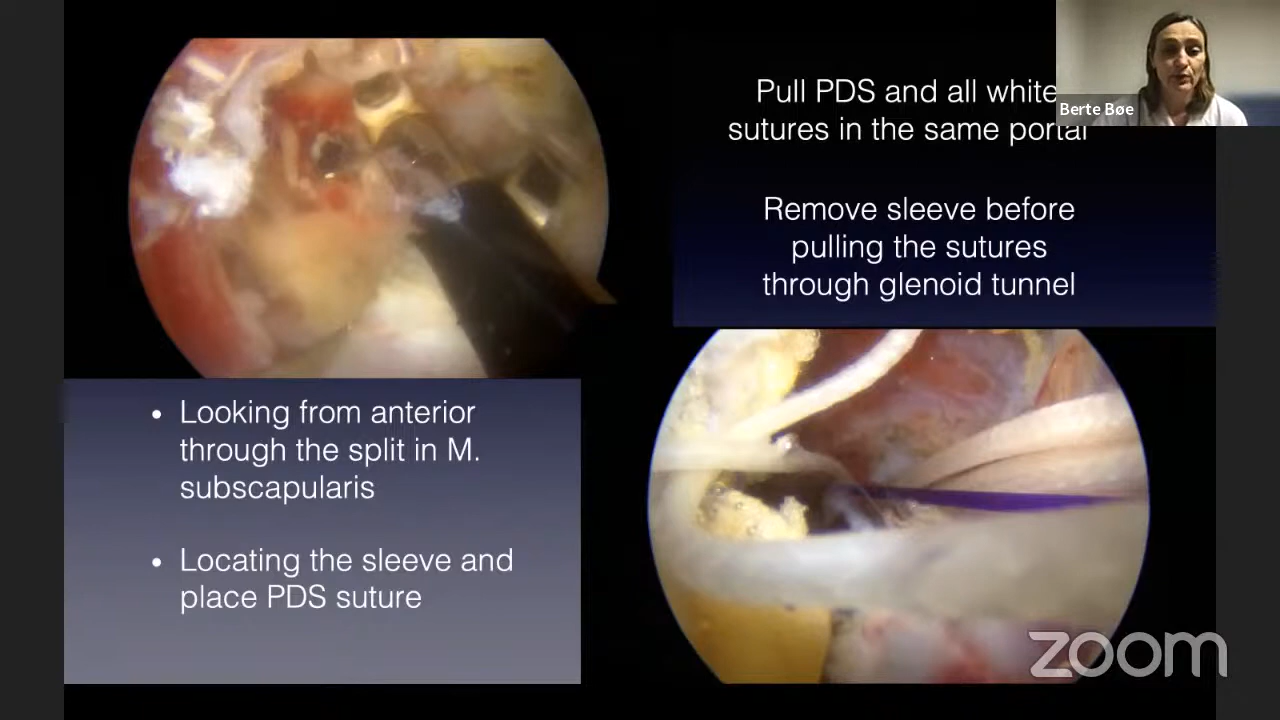 Pull PDS and all white
sutures in the same portal
Berte Bøe
Remove sleeve before
pulling the sutures
through glenoid tunnel
• Looking from anterior
through the split in M.
subscapularis
• Locating the sleeve and
place PDS suture
zoom